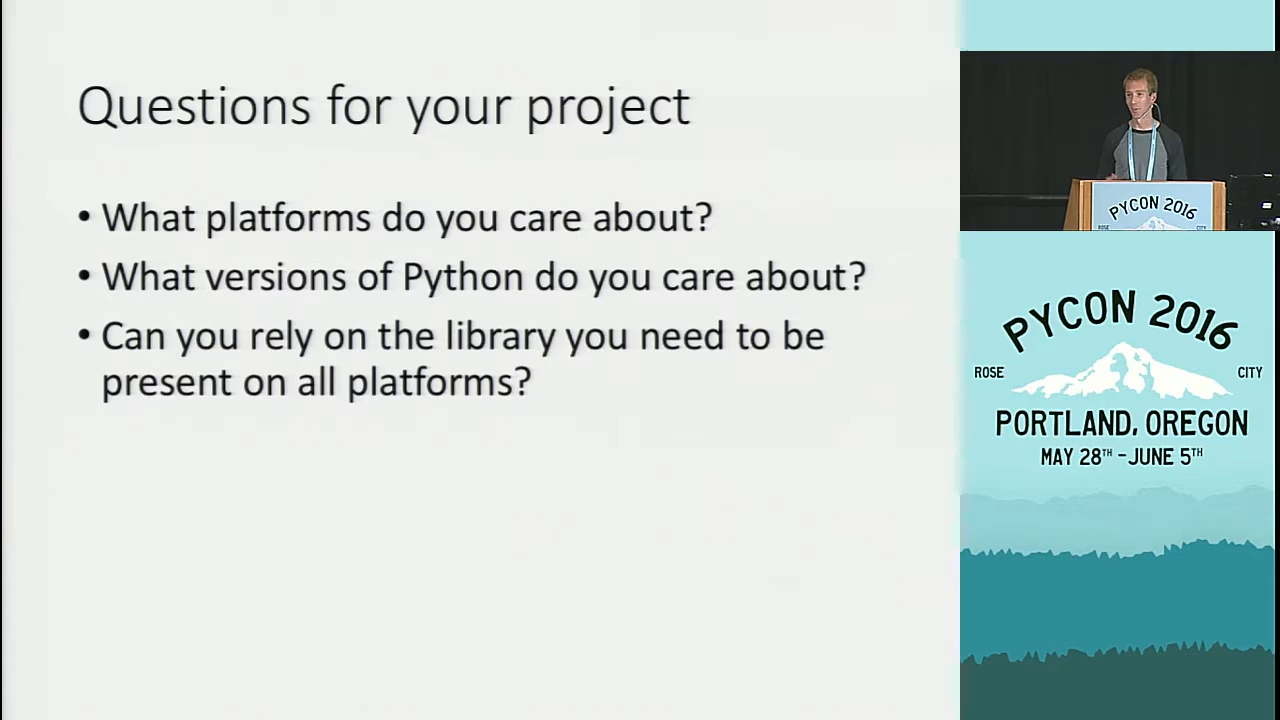 Questions for your project
• What platforms do you care about?
• What versions of Python do you care about?
• Can you rely on the library you need to be
present on all platforms?
PYCON 2016
ROSE
CITY
PYCON 2016
ROSE
CITY
PORTLAND, OREGON
MAY 28TH - JUNE 5TH